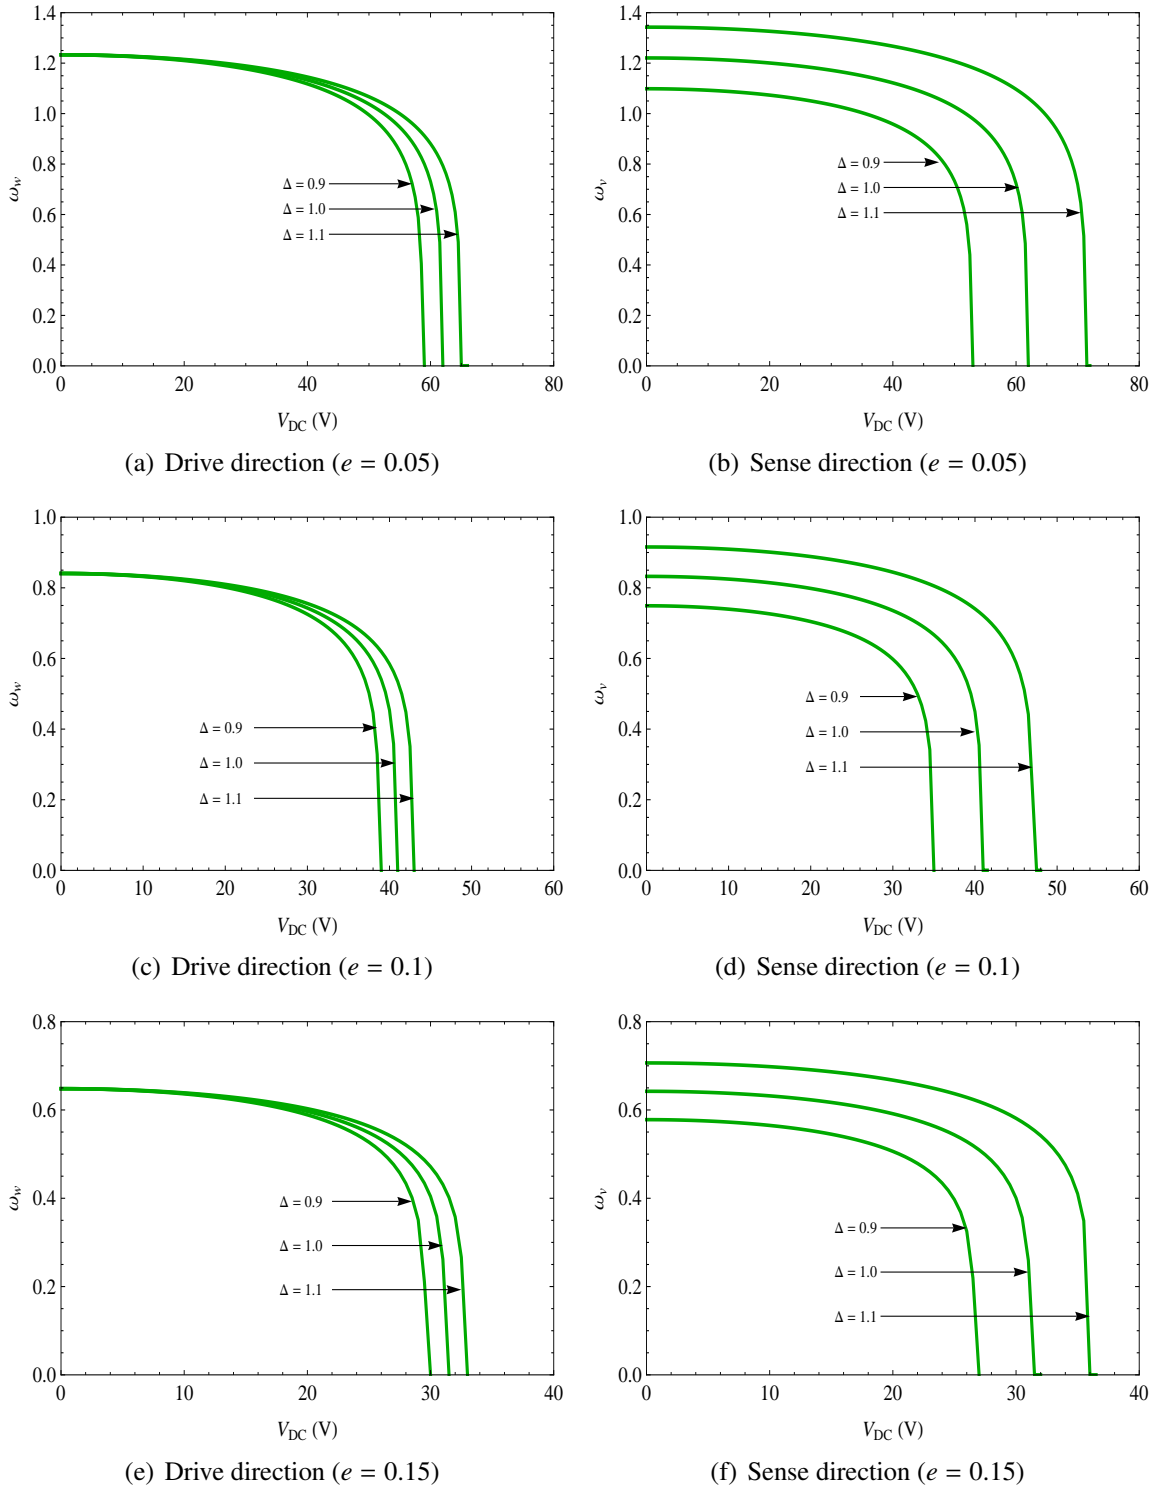 1.4
1.2
1.0
0.8
0.6
0.4
0.2
0.0
ω_w
Δ = 0.9
Δ = 1.0
Δ = 1.1
0 20 40 60 80
V_DC (V)
(a) Drive direction (e = 0.05)
1.4
1.2
1.0
0.8
0.6
0.4
0.2
0.0
ω_v
Δ = 0.9
Δ = 1.0
Δ = 1.1
0 20 40 60 80
V_DC (V)
(b) Sense direction (e = 0.05)
1.0
0.8
0.6
0.4
0.2
0.0
ω_w
Δ = 0.9
Δ = 1.0
Δ = 1.1
0 10 20 30 40 50 60
V_DC (V)
(c) Drive direction (e = 0.1)
1.0
0.8
0.6
0.4
0.2
0.0
ω_v
Δ = 0.9
Δ = 1.0
Δ = 1.1
0 10 20 30 40 50 60
V_DC (V)
(d) Sense direction (e = 0.1)
0.8
0.6
0.4
0.2
0.0
ω_w
Δ = 0.9
Δ = 1.0
Δ = 1.1
0 10 20 30 40
V_DC (V)
(e) Drive direction (e = 0.15)
0.8
0.6
0.4
0.2
0.0
ω_v
Δ = 0.9
Δ = 1.0
Δ = 1.1
0 10 20 30 40
V_DC (V)
(f) Sense direction (e = 0.15)